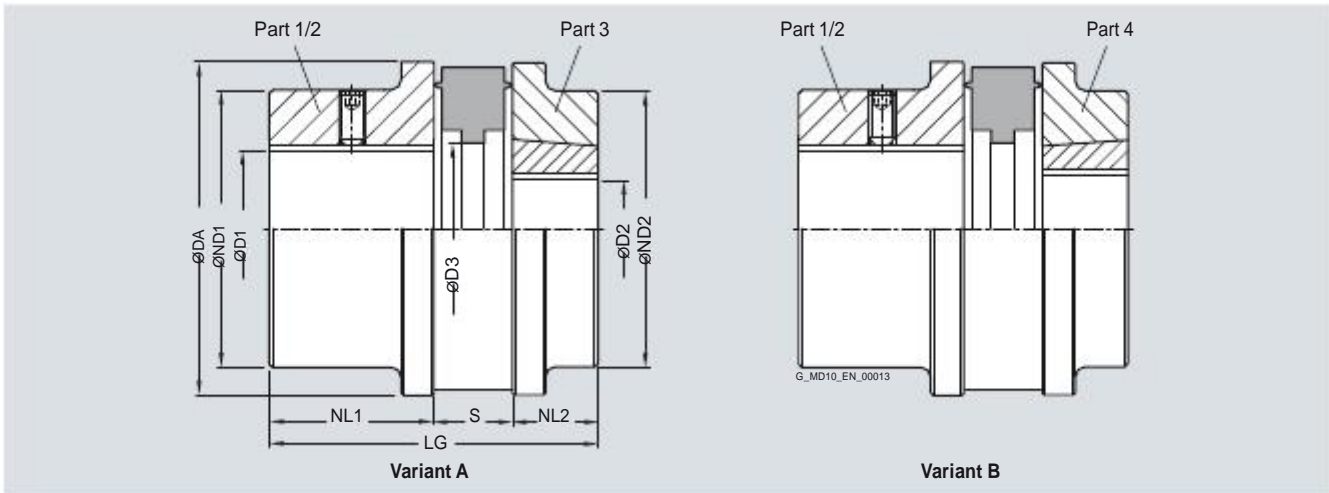 Part 1/2
Part 3
Part 1/2
Part 4
ØDA
ØND1
ØD1
ØD3
ØD2
ØND2
G_MD10_EN_00013
NL1
S
NL2
LG
Variant A
Variant B